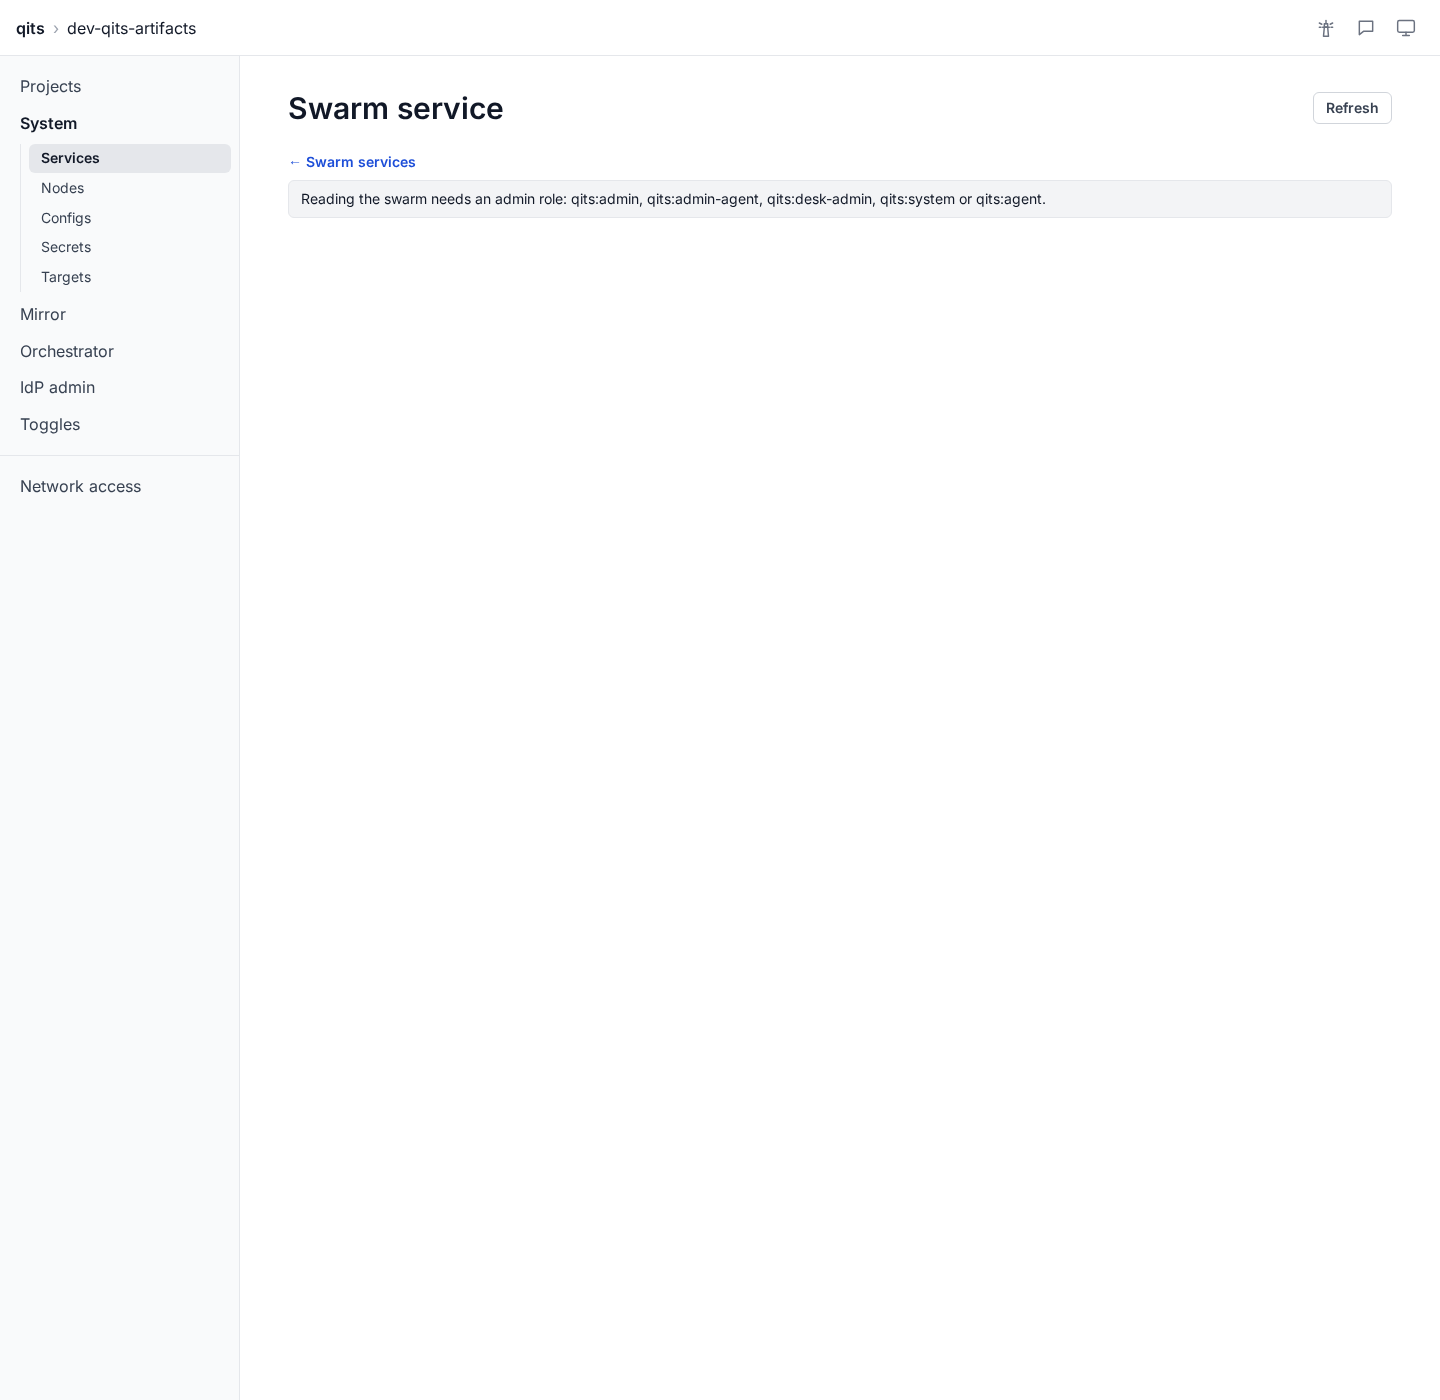 qits › dev-qits-artifacts
Projects
System
Services
Nodes
Configs
Secrets
Targets
Mirror
Orchestrator
IdP admin
Toggles
Network access
Swarm service
Refresh
← Swarm services
Reading the swarm needs an admin role: qits:admin, qits:admin-agent, qits:desk-admin, qits:system or qits:agent.